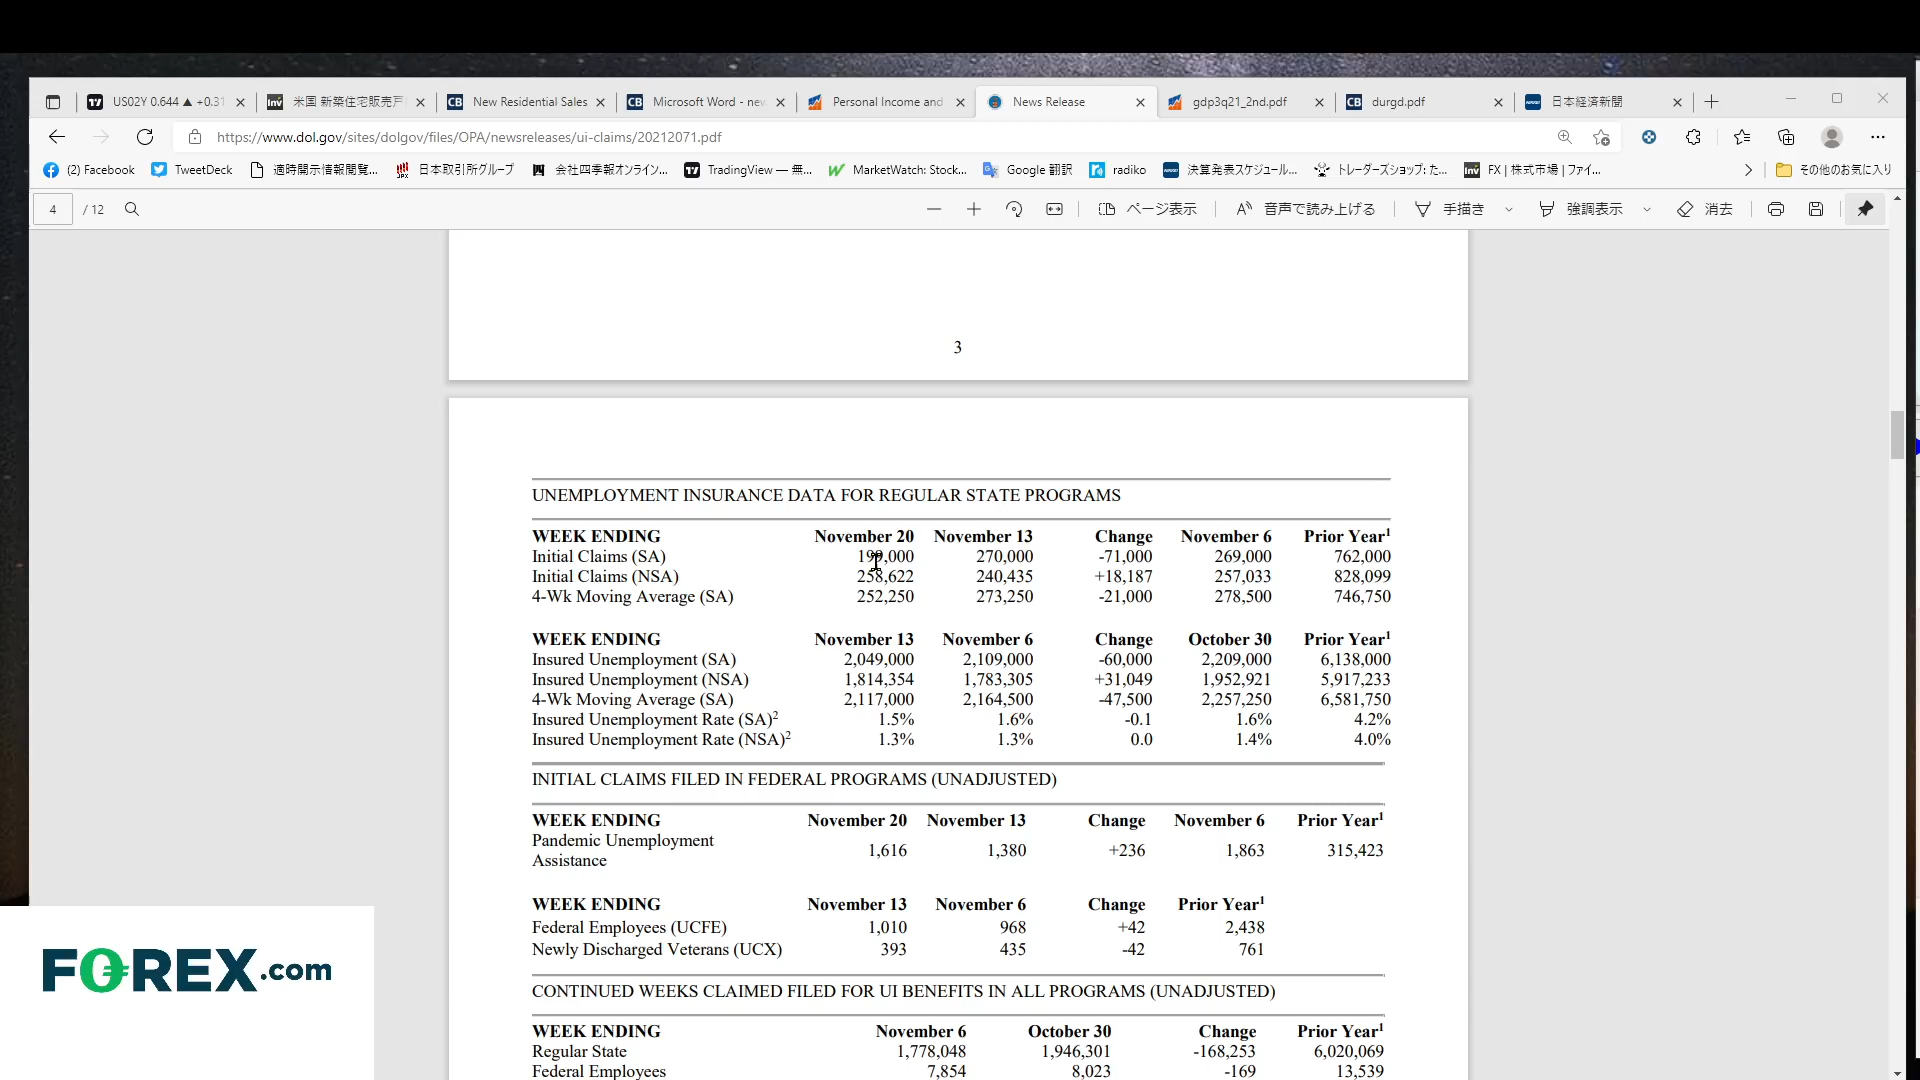 US02Y 0.644 ▲ +0.31
米国 新築住宅販売戸
New Residential Sales
Microsoft Word - new
Personal Income and
News Release
gdp3q21_2nd.pdf
durgd.pdf
日本経済新聞
https://www.dol.gov/sites/dolgov/files/OPA/newsreleases/ui-claims/20212071.pdf
(2) Facebook
TweetDeck
適時開示情報閲覧...
日本取引所グループ
会社四季報オンライン...
TradingView — 無...
MarketWatch: Stock...
Google 翻訳
radiko
決算発表スケジュール...
トレーダーズショップ: た...
FX | 株式市場 | ファイ...
その他のお気に入り
4 / 12
ページ表示
音声で読み上げる
手描き
強調表示
消去
3
UNEMPLOYMENT INSURANCE DATA FOR REGULAR STATE PROGRAMS
WEEK ENDING November 20 November 13 Change November 6 Prior Year1
Initial Claims (SA) 199,000 270,000 -71,000 269,000 762,000
Initial Claims (NSA) 258,622 240,435 +18,187 257,033 828,099
4-Wk Moving Average (SA) 252,250 273,250 -21,000 278,500 746,750
WEEK ENDING November 13 November 6 Change October 30 Prior Year1
Insured Unemployment (SA) 2,049,000 2,109,000 -60,000 2,209,000 6,138,000
Insured Unemployment (NSA) 1,814,354 1,783,305 +31,049 1,952,921 5,917,233
4-Wk Moving Average (SA) 2,117,000 2,164,500 -47,500 2,257,250 6,581,750
Insured Unemployment Rate (SA)2 1.5% 1.6% -0.1 1.6% 4.2%
Insured Unemployment Rate (NSA)2 1.3% 1.3% 0.0 1.4% 4.0%
INITIAL CLAIMS FILED IN FEDERAL PROGRAMS (UNADJUSTED)
WEEK ENDING November 20 November 13 Change November 6 Prior Year1
Pandemic Unemployment
Assistance 1,616 1,380 +236 1,863 315,423
WEEK ENDING November 13 November 6 Change Prior Year1
Federal Employees (UCFE) 1,010 968 +42 2,438
Newly Discharged Veterans (UCX) 393 435 -42 761
CONTINUED WEEKS CLAIMED FILED FOR UI BENEFITS IN ALL PROGRAMS (UNADJUSTED)
WEEK ENDING November 6 October 30 Change Prior Year1
Regular State 1,778,048 1,946,301 -168,253 6,020,069
Federal Employees 7,854 8,023 -169 13,539
FOREX.com